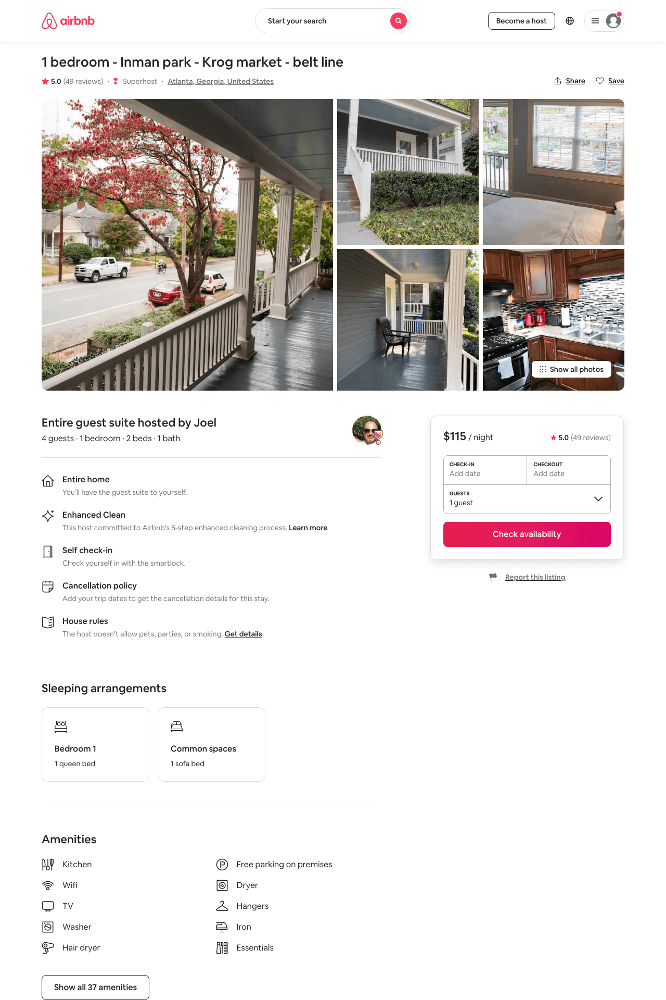 airbnb
Start your search
Become a host
1 bedroom - Inman park - Krog market - belt line
5.0 (49 reviews) · Superhost · Atlanta, Georgia, United States
Share
Save
Show all photos
Entire guest suite hosted by Joel
4 guests · 1 bedroom · 2 beds · 1 bath
Entire home
You’ll have the guest suite to yourself.
Enhanced Clean
This host committed to Airbnb's 5-step enhanced cleaning process. Learn more
Self check-in
Check yourself in with the smartlock.
Cancellation policy
Add your trip dates to get the cancellation details for this stay.
House rules
The host doesn’t allow pets, parties, or smoking. Get details
$115 / night
5.0 (49 reviews)
CHECK-IN
Add date
CHECKOUT
Add date
GUESTS
1 guest
Check availability
Report this listing
Sleeping arrangements
Bedroom 1
1 queen bed
Common spaces
1 sofa bed
Amenities
Kitchen
Free parking on premises
Wifi
Dryer
TV
Hangers
Washer
Iron
Hair dryer
Essentials
Show all 37 amenities